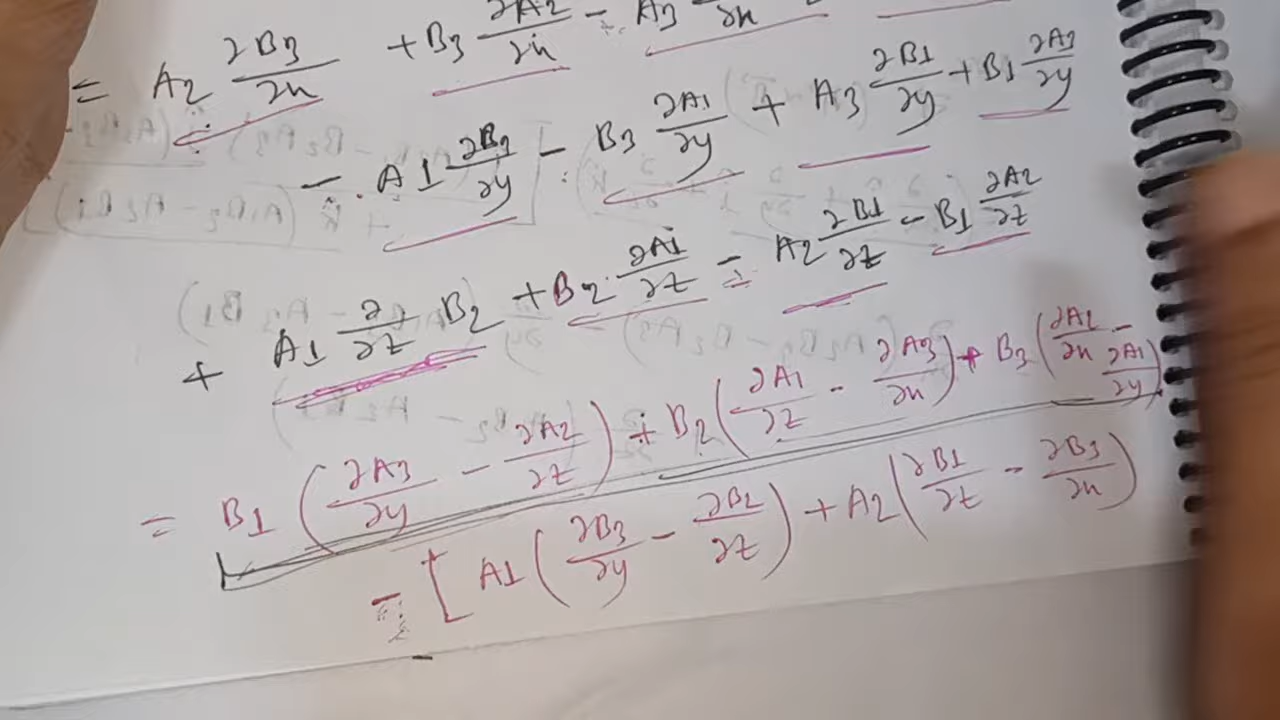 = A2 ∂B3/∂x + B3 ∂A2/∂x - A3
- A1 ∂B3/∂y - B3 ∂A1/∂y + A3 ∂B1/∂y + B1 ∂A3/∂y
+ A1 ∂/∂z B2 + B2 ∂A1/∂z - A2 ∂B1/∂z - B1 ∂A2/∂z
= B1 (∂A3/∂y - ∂A2/∂z) + B2 (∂A1/∂z - ∂A3/∂x) + B3 (∂A2/∂x - ∂A1/∂y)
- [ A1 (∂B3/∂y - ∂B2/∂z) + A2 (∂B1/∂z - ∂B3/∂x)